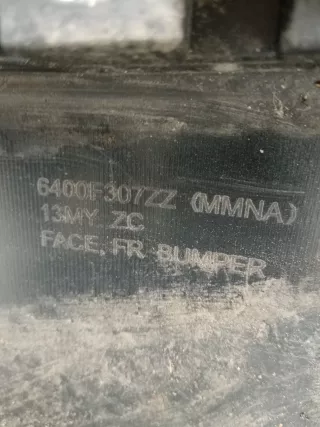 6400F307ZZ (MMNA)
13MY ZC
FACE, FR BUMPER